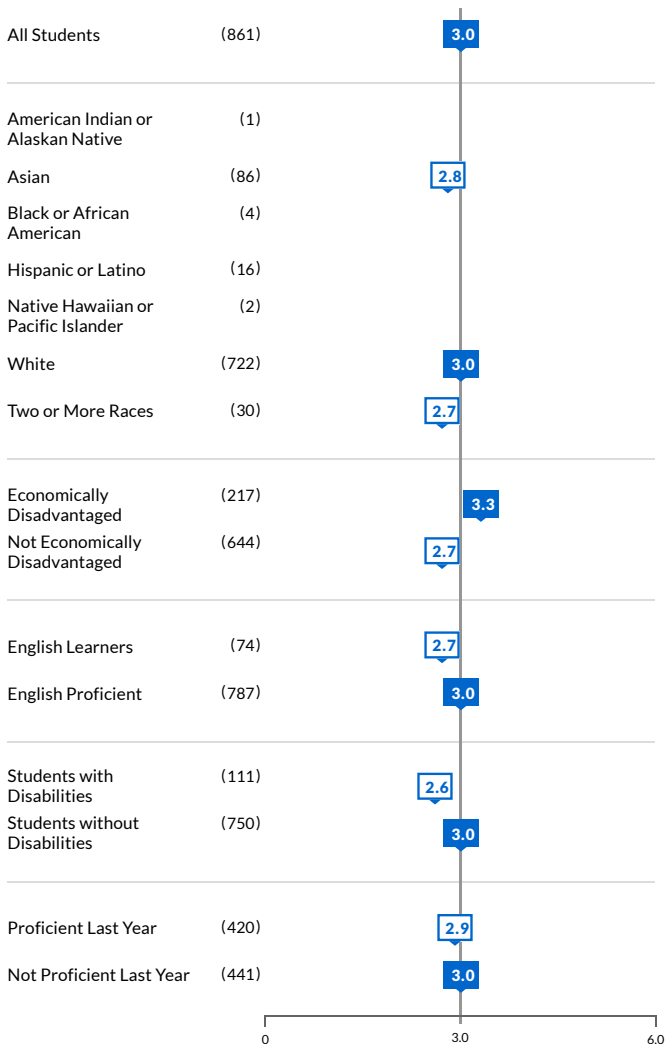 All Students (861) 3.0
American Indian or (1)
Alaskan Native
Asian (86) 2.8
Black or African (4)
American
Hispanic or Latino (16)
Native Hawaiian or (2)
Pacific Islander
White (722) 3.0
Two or More Races (30) 2.7
Economically (217) 3.3
Disadvantaged
Not Economically (644) 2.7
Disadvantaged
English Learners (74) 2.7
English Proficient (787) 3.0
Students with (111) 2.6
Disabilities
Students without (750) 3.0
Disabilities
Proficient Last Year (420) 2.9
Not Proficient Last Year (441) 3.0
0 3.0 6.0